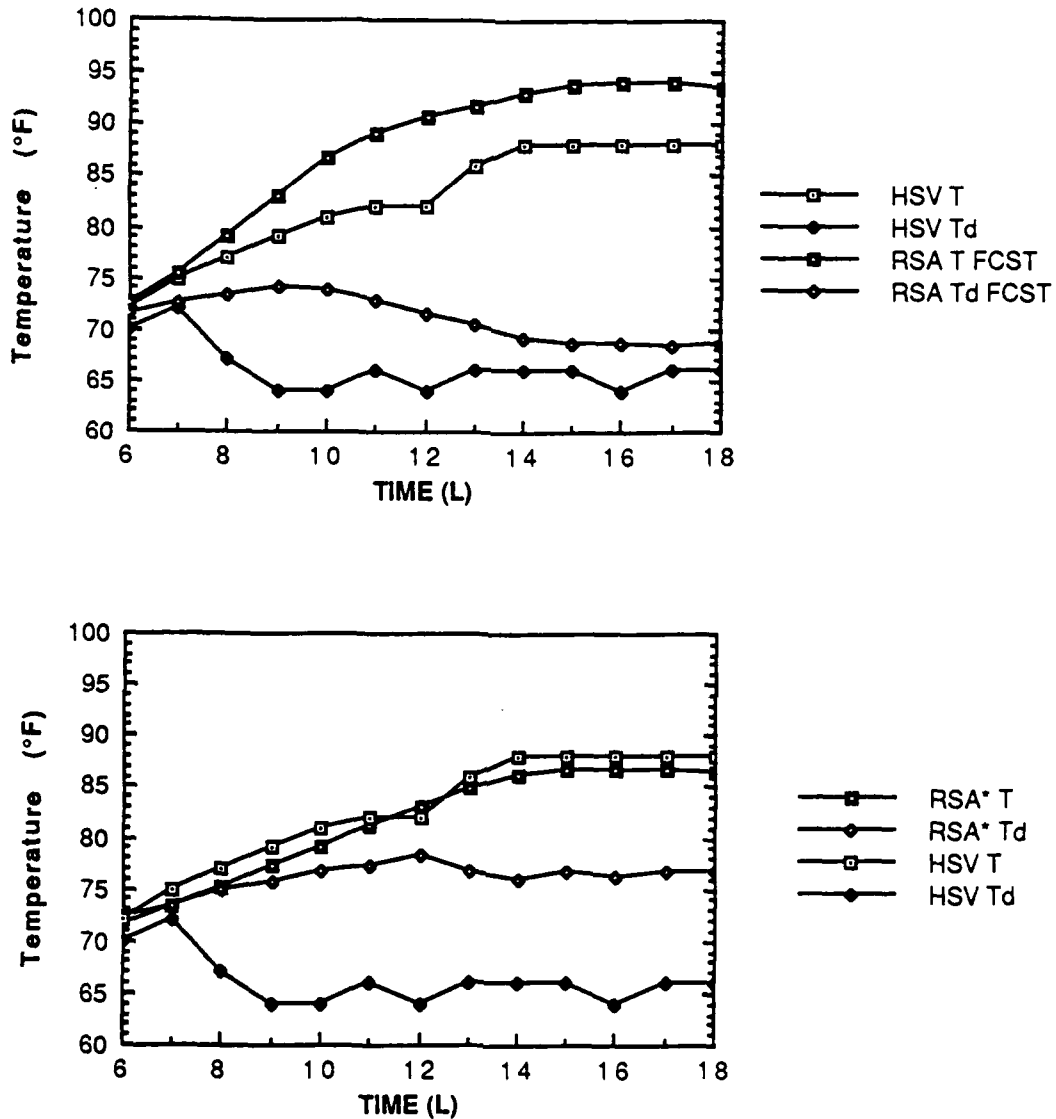 100
95
90
85
80
75
70
65
60
Temperature (°F)
6 8 10 12 14 16 18
TIME (L)
HSV T
HSV Td
RSA T FCST
RSA Td FCST
100
95
90
85
80
75
70
65
60
Temperature (°F)
6 8 10 12 14 16 18
TIME (L)
RSA* T
RSA* Td
HSV T
HSV Td